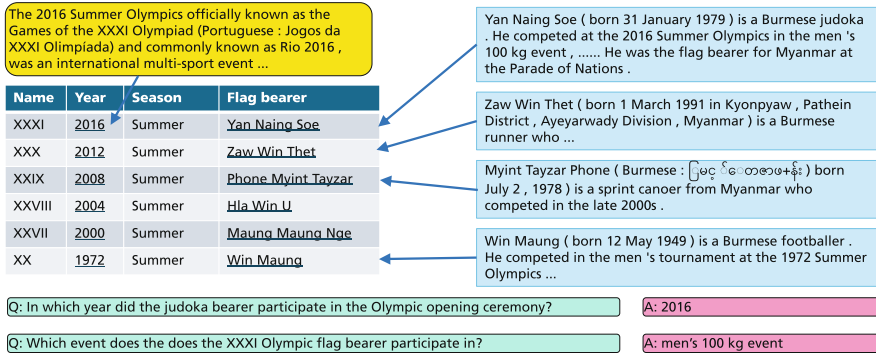 The 2016 Summer Olympics officially known as the
Games of the XXXI Olympiad (Portuguese : Jogos da
XXXI Olimpíada) and commonly known as Rio 2016 ,
was an international multi-sport event ...
Name Year Season Flag bearer
XXXI 2016 Summer Yan Naing Soe
XXX 2012 Summer Zaw Win Thet
XXIX 2008 Summer Phone Myint Tayzar
XXVIII 2004 Summer Hla Win U
XXVII 2000 Summer Maung Maung Nge
XX 1972 Summer Win Maung
Yan Naing Soe ( born 31 January 1979 ) is a Burmese judoka
. He competed at the 2016 Summer Olympics in the men 's
100 kg event , ...... He was the flag bearer for Myanmar at
the Parade of Nations .
Zaw Win Thet ( born 1 March 1991 in Kyonpyaw , Pathein
District , Ayeyarwady Division , Myanmar ) is a Burmese
runner who ...
Myint Tayzar Phone ( Burmese : ) born
July 2 , 1978 ) is a sprint canoer from Myanmar who
competed in the late 2000s .
Win Maung ( born 12 May 1949 ) is a Burmese footballer .
He competed in the men 's tournament at the 1972 Summer
Olympics ...
Q: In which year did the judoka bearer participate in the Olympic opening ceremony?
A: 2016
Q: Which event does the does the XXXI Olympic flag bearer participate in?
A: men's 100 kg event